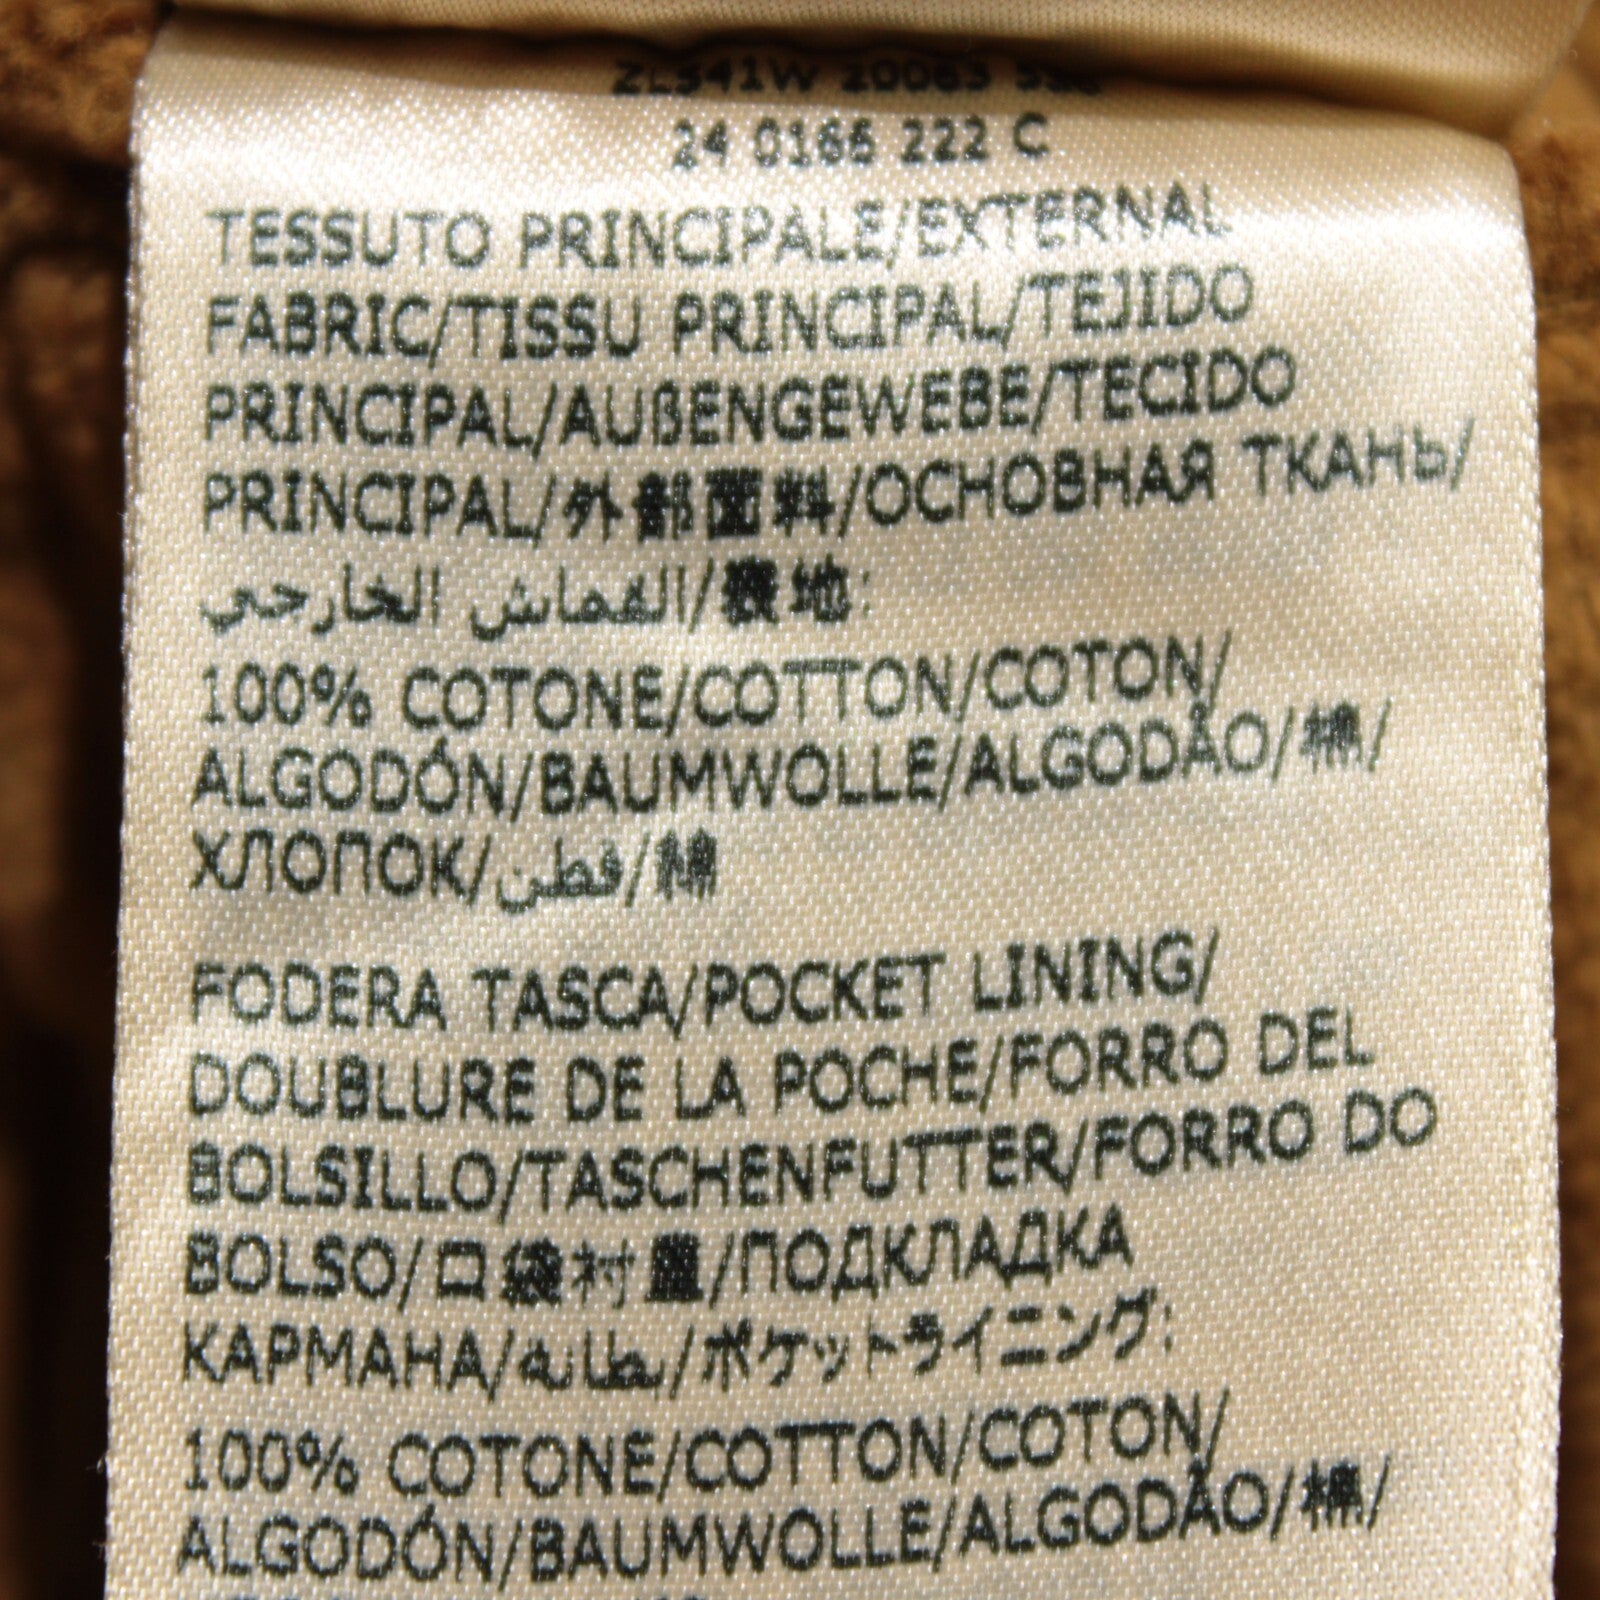 24 0166 222 C
TESSUTO PRINCIPALE/EXTERNAL
FABRIC/TISSU PRINCIPAL/TEJIDO
PRINCIPAL/AUßENGEWEBE/TECIDO
PRINCIPAL/外部面料/ОСНОВНАЯ ТКАНЬ/
القماش الخارجي/表地:
100% COTONE/COTTON/COTON/
ALGODÓN/BAUMWOLLE/ALGODÃO/棉/
ХЛОПОК/قطن/綿
FODERA TASCA/POCKET LINING/
DOUBLURE DE LA POCHE/FORRO DEL
BOLSILLO/TASCHENFUTTER/FORRO DO
BOLSO/口袋衬里/ПОДКЛАДКА
КАРМАНА/بطانة/ポケットライニング:
100% COTONE/COTTON/COTON/
ALGODÓN/BAUMWOLLE/ALGODÃO/棉/